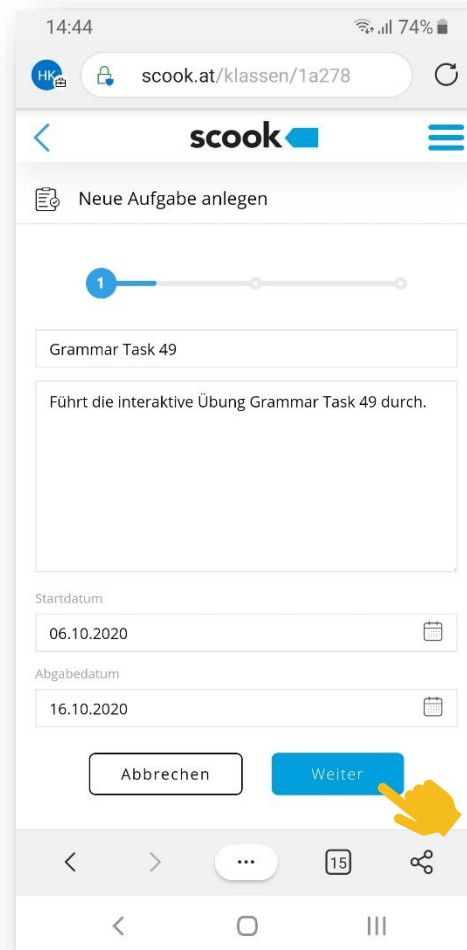 14:44 74%
HK scook.at/klassen/1a278
scook
Neue Aufgabe anlegen
1
Grammar Task 49
Führt die interaktive Übung Grammar Task 49 durch.
Startdatum
06.10.2020
Abgabedatum
16.10.2020
Abbrechen Weiter
15